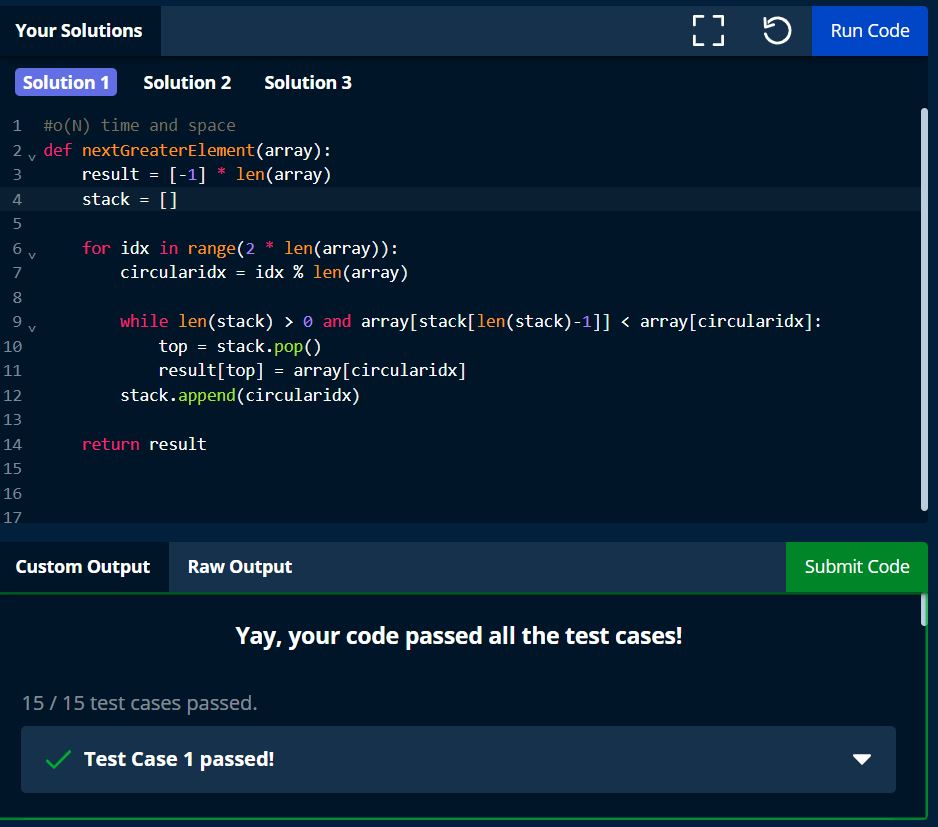 Your Solutions
Run Code
Solution 1 Solution 2 Solution 3
1 #o(N) time and space
2 def nextGreaterElement(array):
3     result = [-1] * len(array)
4     stack = []
5
6     for idx in range(2 * len(array)):
7         circularidx = idx % len(array)
8
9         while len(stack) > 0 and array[stack[len(stack)-1]] < array[circularidx]:
10             top = stack.pop()
11             result[top] = array[circularidx]
12         stack.append(circularidx)
13
14     return result
15
16
17
Custom Output Raw Output Submit Code
Yay, your code passed all the test cases!
15 / 15 test cases passed.
Test Case 1 passed!